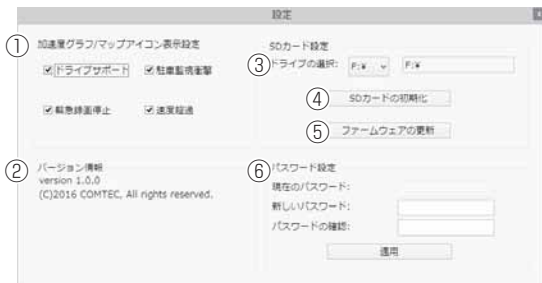 設定
① 加速度グラフ/マップアイコン表示設定
ドライブサポート 駐車監視衝撃
緊急録画停止 速度超過
SDカード設定
③ ドライブの選択: F:¥ F:¥
④ SDカードの初期化
⑤ ファームウェアの更新
② バージョン情報
version 1.0.0
(C)2016 COMTEC, All rights reserved.
⑥ パスワード設定
現在のパスワード:
新しいパスワード:
パスワードの確認:
適用